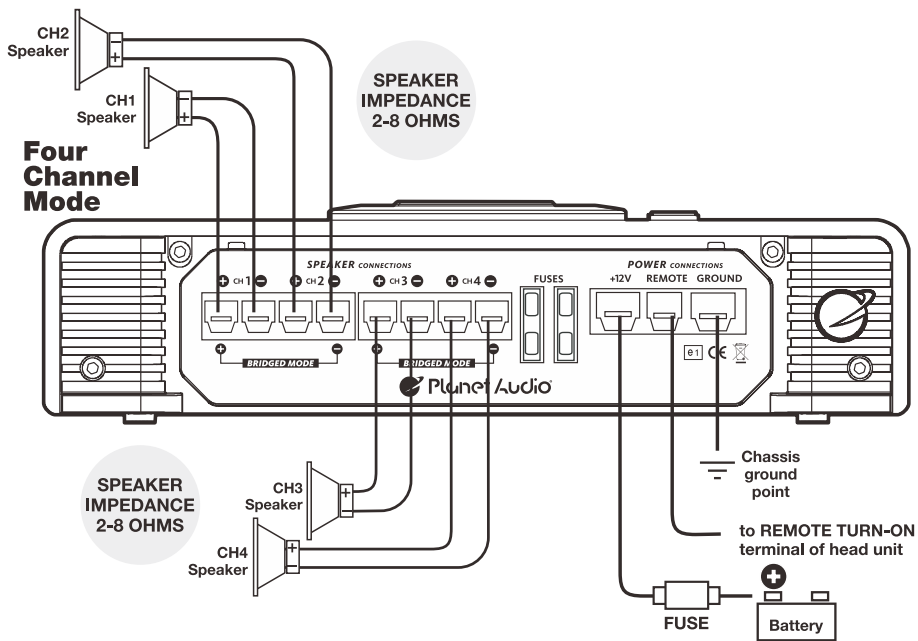 CH2
Speaker
CH1
Speaker
SPEAKER
IMPEDANCE
2-8 OHMS
Four
Channel
Mode
SPEAKER CONNECTIONS
POWER CONNECTIONS
+ CH 1 − + CH 2 − + CH 3 − + CH 4 −
FUSES
+12V REMOTE GROUND
+ BRIDGED MODE −
+ BRIDGED MODE −
e1 CE
Planet Audio
SPEAKER
IMPEDANCE
2-8 OHMS
CH3
Speaker
CH4
Speaker
Chassis
ground
point
to REMOTE TURN-ON
terminal of head unit
FUSE
+
Battery